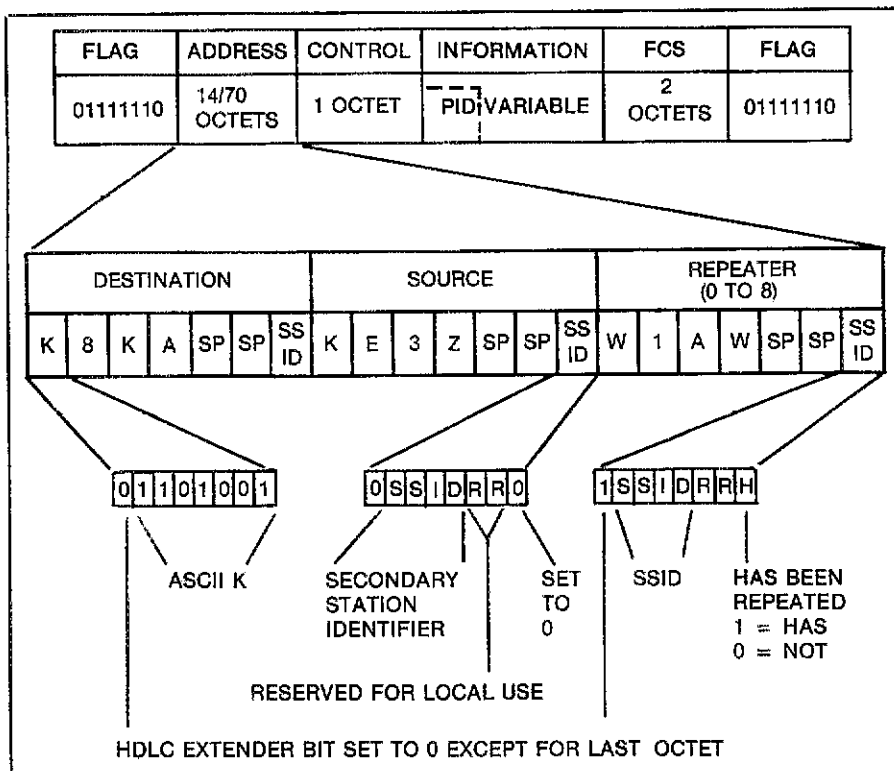 FLAG ADDRESS CONTROL INFORMATION FCS FLAG
01111110 14/70 OCTETS 1 OCTET PID VARIABLE 2 OCTETS 01111110
DESTINATION SOURCE REPEATER (0 TO 8)
K 8 K A SP SP SS ID K E 3 Z SP SP SS ID W 1 A W SP SP SS ID
0 1 1 0 1 0 0 1 0 S S I D R R 0 1 S S I D R R H
ASCII K
SECONDARY STATION IDENTIFIER
SET TO 0
SSID
HAS BEEN REPEATED
1 = HAS
0 = NOT
RESERVED FOR LOCAL USE
HDLC EXTENDER BIT SET TO 0 EXCEPT FOR LAST OCTET